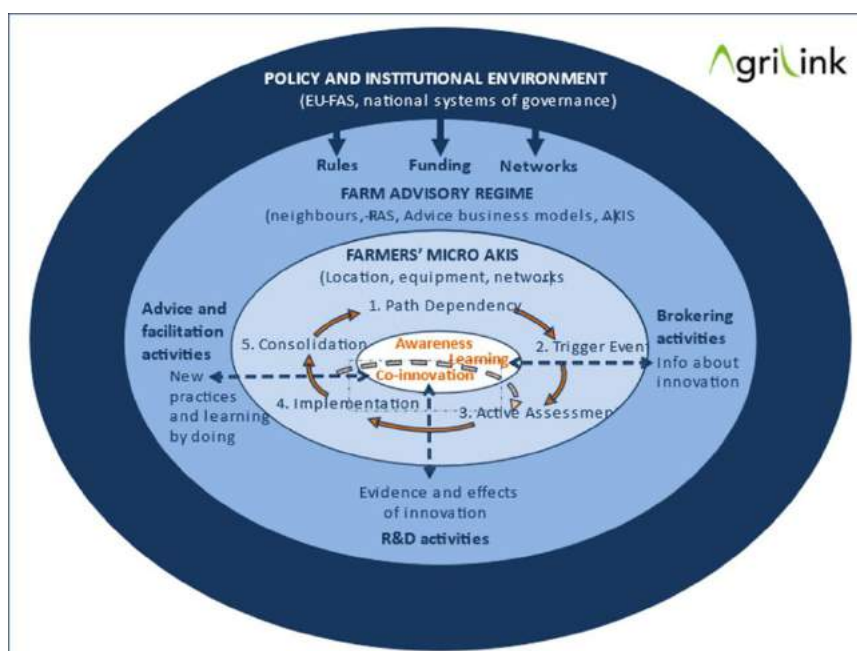 AgriLink
POLICY AND INSTITUTIONAL ENVIRONMENT
(EU-FAS, national systems of governance)
Rules Funding Networks
FARM ADVISORY REGIME
(neighbours,-RAS, Advice business models, AKIS)
FARMERS' MICRO AKIS
(Location, equipment, networks)
1. Path Dependency
2. Trigger Event
3. Active Assessmen
4. Implementation
5. Consolidation
Awareness
Learning
Co-innovation
Advice and
facilitation
activities
New
practices
and learning
by doing
Brokering
activities
Info about
innovation
Evidence and effects
of innovation
R&D activities